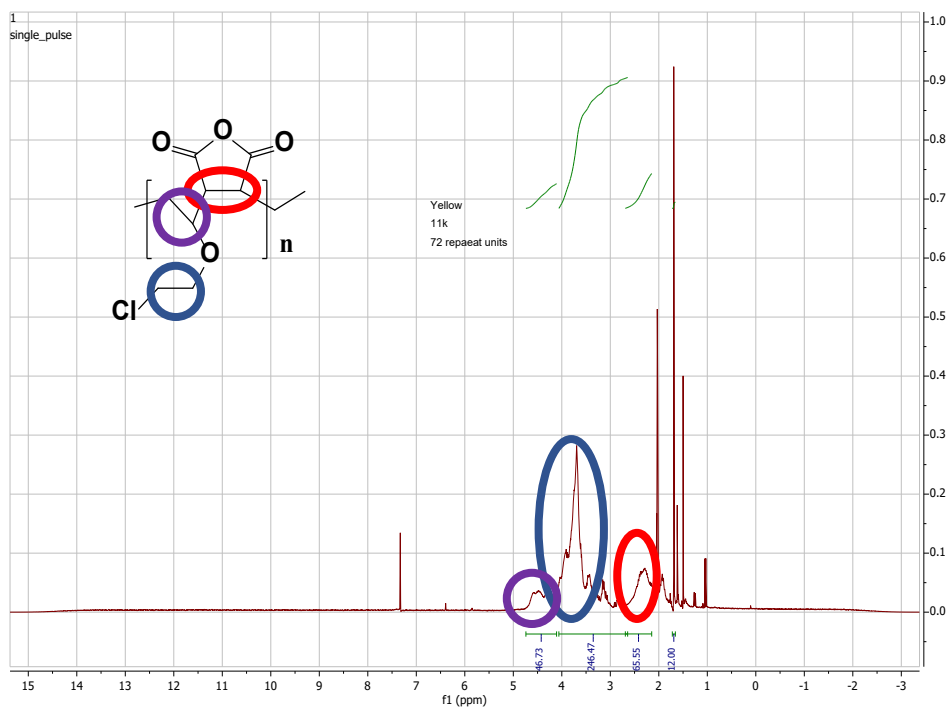 1
single_pulse
O
O
O
Yellow
11k
72 repaeat units
n
O
Cl
1.0
0.9
0.8
0.7
0.6
0.5
0.4
0.3
0.2
0.1
0.0
46.73
246.47
65.55
12.00
15 14 13 12 11 10 9 8 7 6 5 4 3 2 1 0 -1 -2 -3
f1 (ppm)